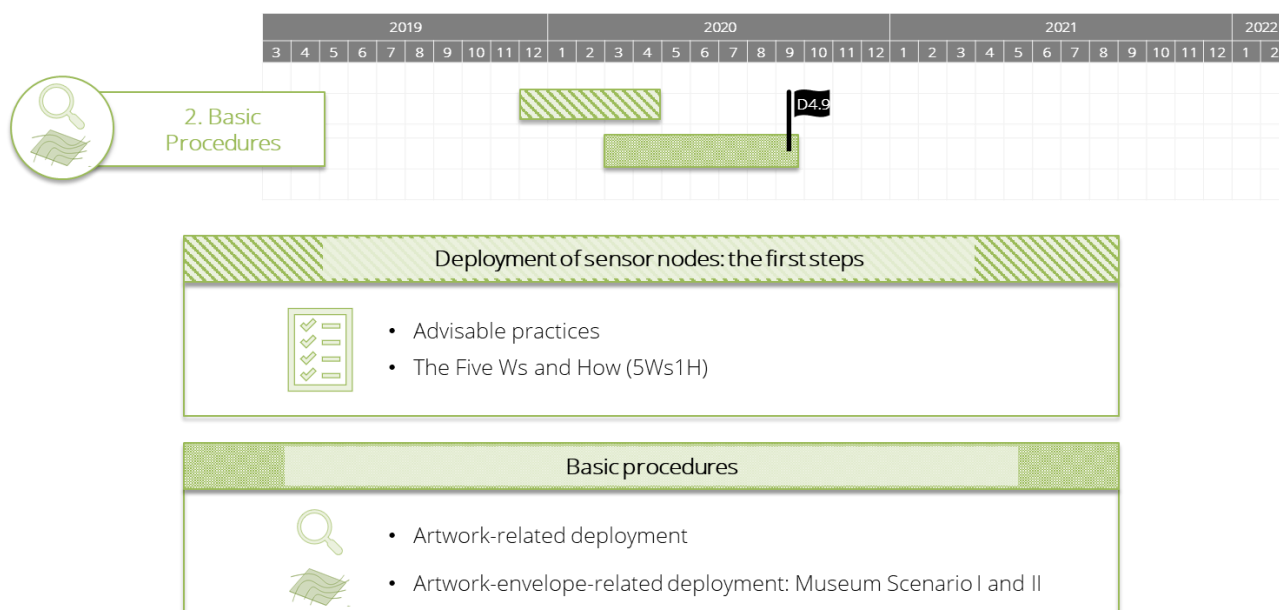 2019 2020 2021 2022
3 4 5 6 7 8 9 10 11 12 1 2 3 4 5 6 7 8 9 10 11 12 1 2 3 4 5 6 7 8 9 10 11 12 1 2
D4.9
2. Basic
Procedures
Deployment of sensor nodes: the first steps
• Advisable practices
• The Five Ws and How (5Ws1H)
Basic procedures
• Artwork-related deployment
• Artwork-envelope-related deployment: Museum Scenario I and II